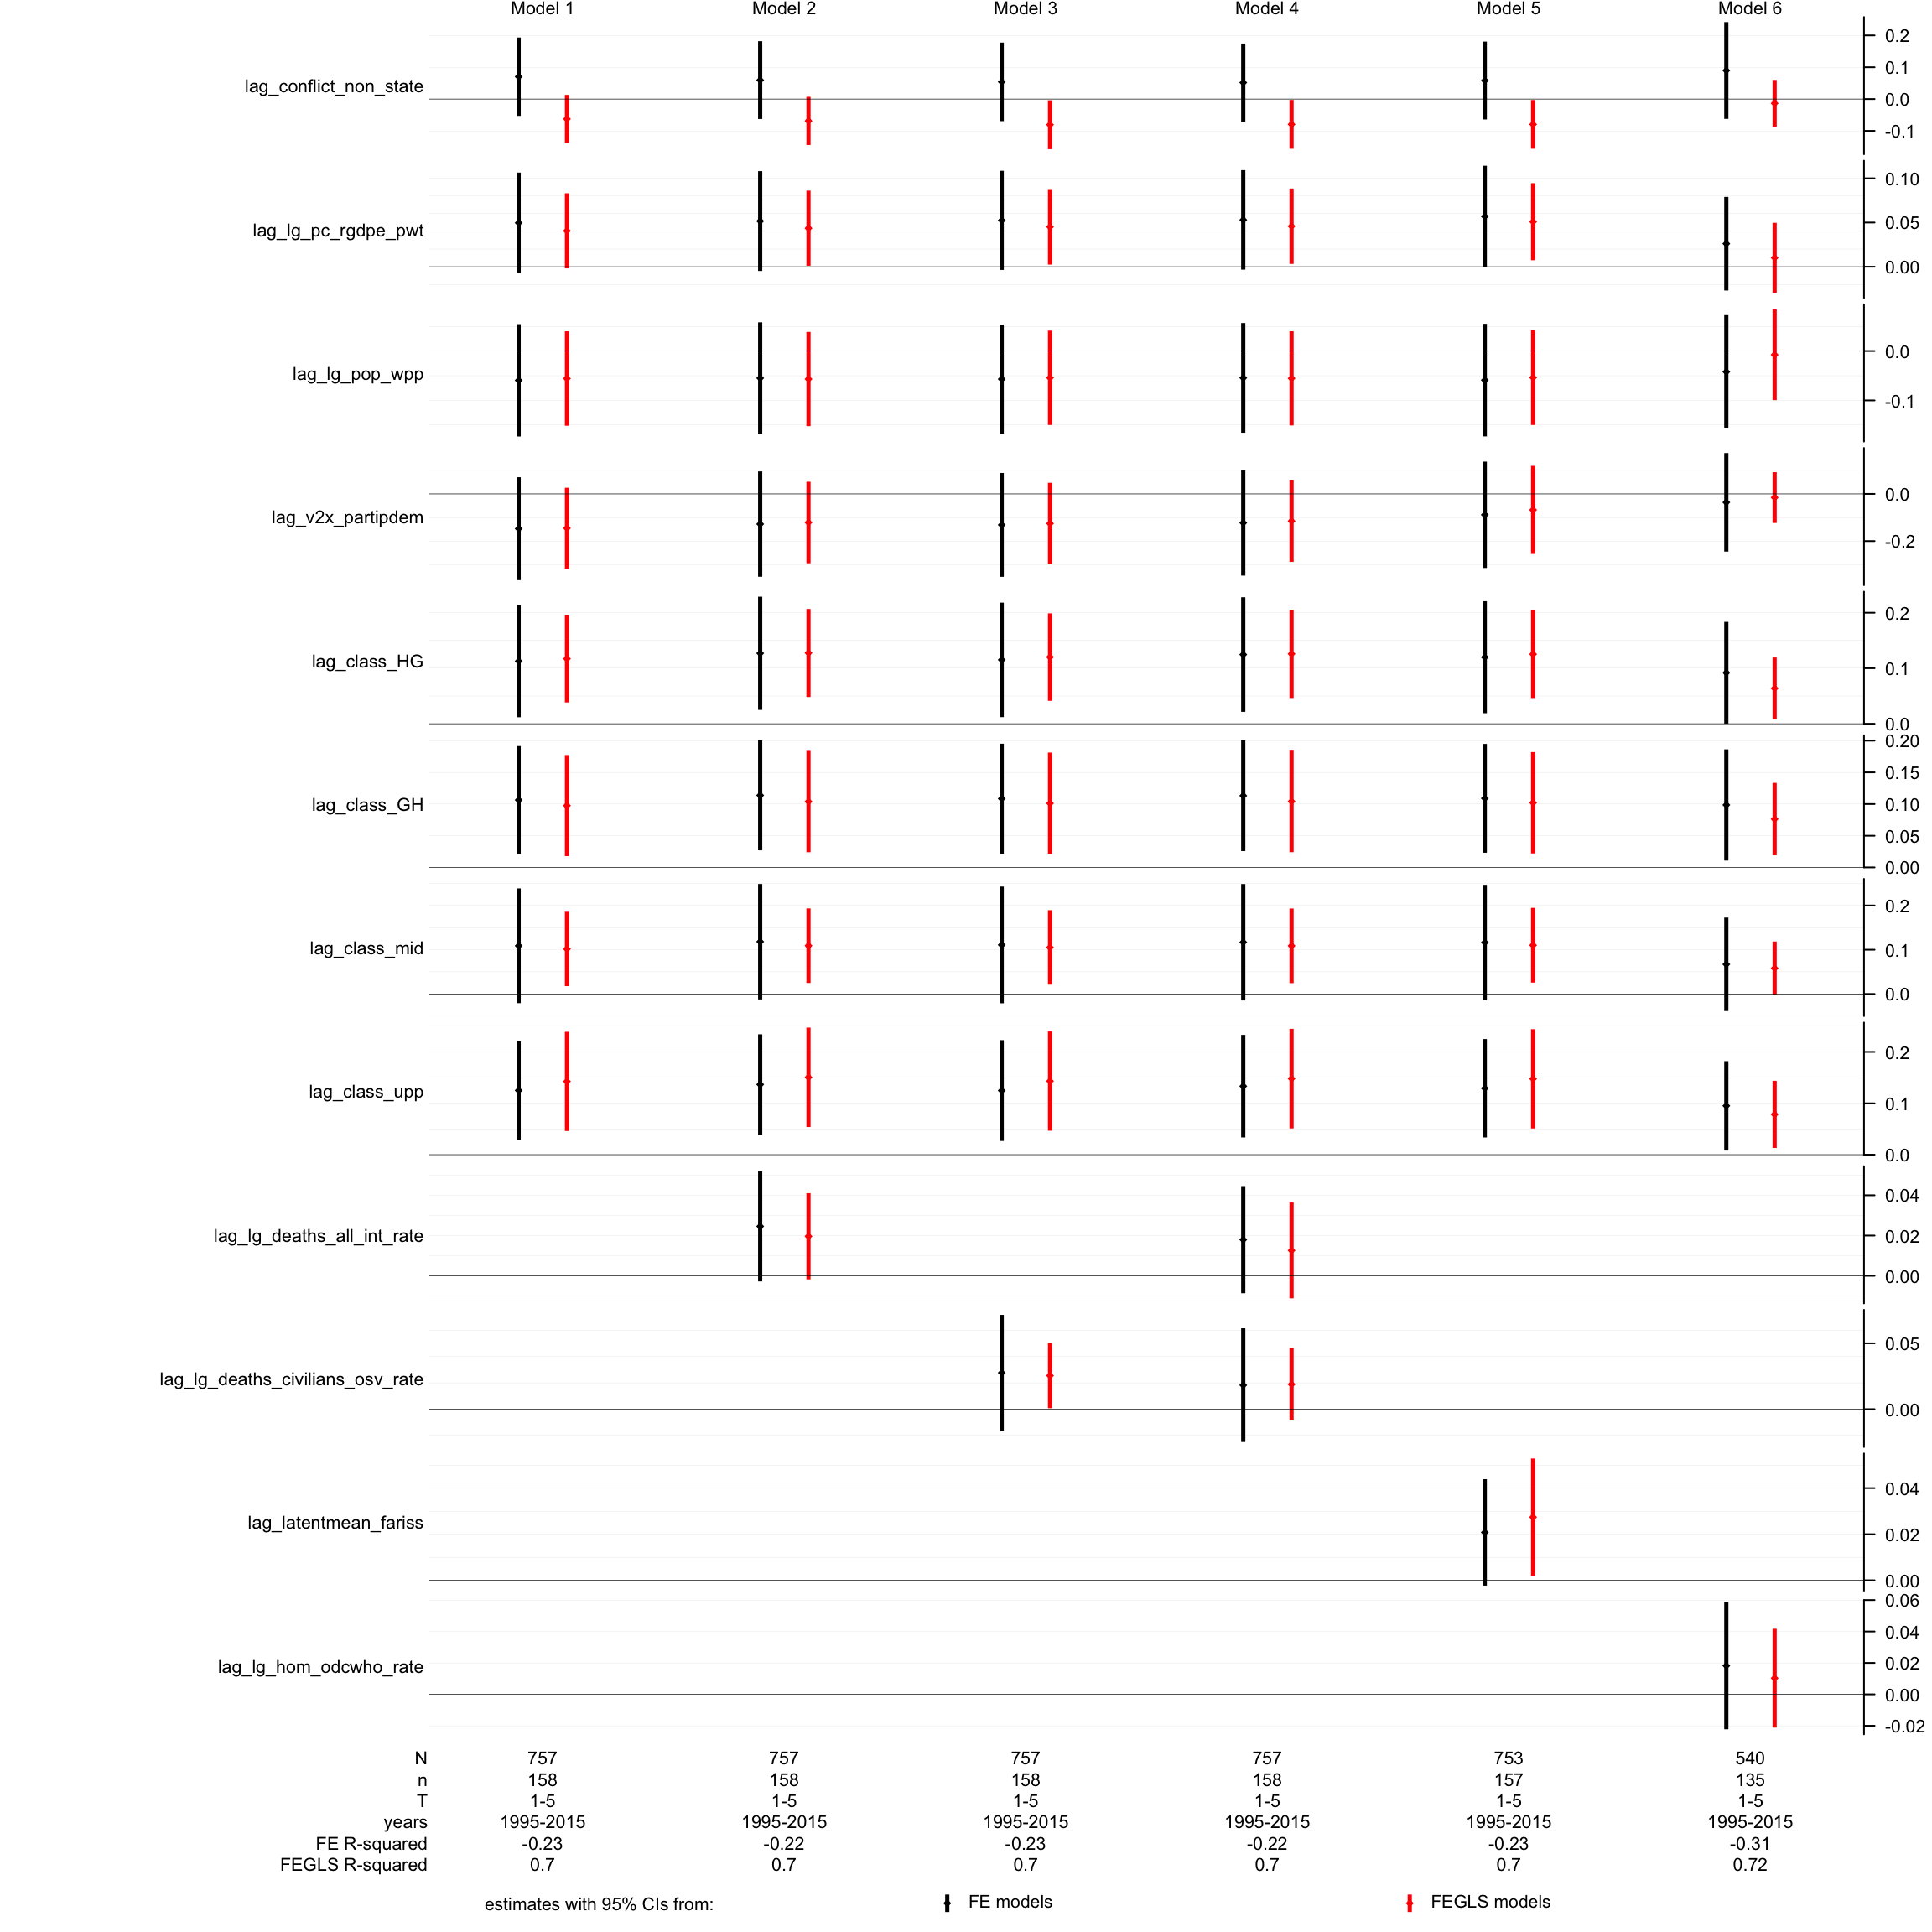 Model 1 Model 2 Model 3 Model 4 Model 5 Model 6
lag_conflict_non_state
0.2
0.1
0.0
-0.1
lag_lg_pc_rgdpe_pwt
0.10
0.05
0.00
lag_lg_pop_wpp
0.0
-0.1
lag_v2x_partipdem
0.0
-0.2
lag_class_HG
0.2
0.1
0.0
lag_class_GH
0.20
0.15
0.10
0.05
0.00
lag_class_mid
0.2
0.1
0.0
lag_class_upp
0.2
0.1
0.0
lag_lg_deaths_all_int_rate
0.04
0.02
0.00
lag_lg_deaths_civilians_osv_rate
0.05
0.00
lag_latentmean_fariss
0.04
0.02
0.00
lag_lg_hom_odcwho_rate
0.06
0.04
0.02
0.00
-0.02
N 757 757 757 757 753 540
n 158 158 158 158 157 135
T 1-5 1-5 1-5 1-5 1-5 1-5
years 1995-2015 1995-2015 1995-2015 1995-2015 1995-2015 1995-2015
FE R-squared -0.23 -0.22 -0.23 -0.22 -0.23 -0.31
FEGLS R-squared 0.7 0.7 0.7 0.7 0.7 0.72
estimates with 95% CIs from: FE models FEGLS models